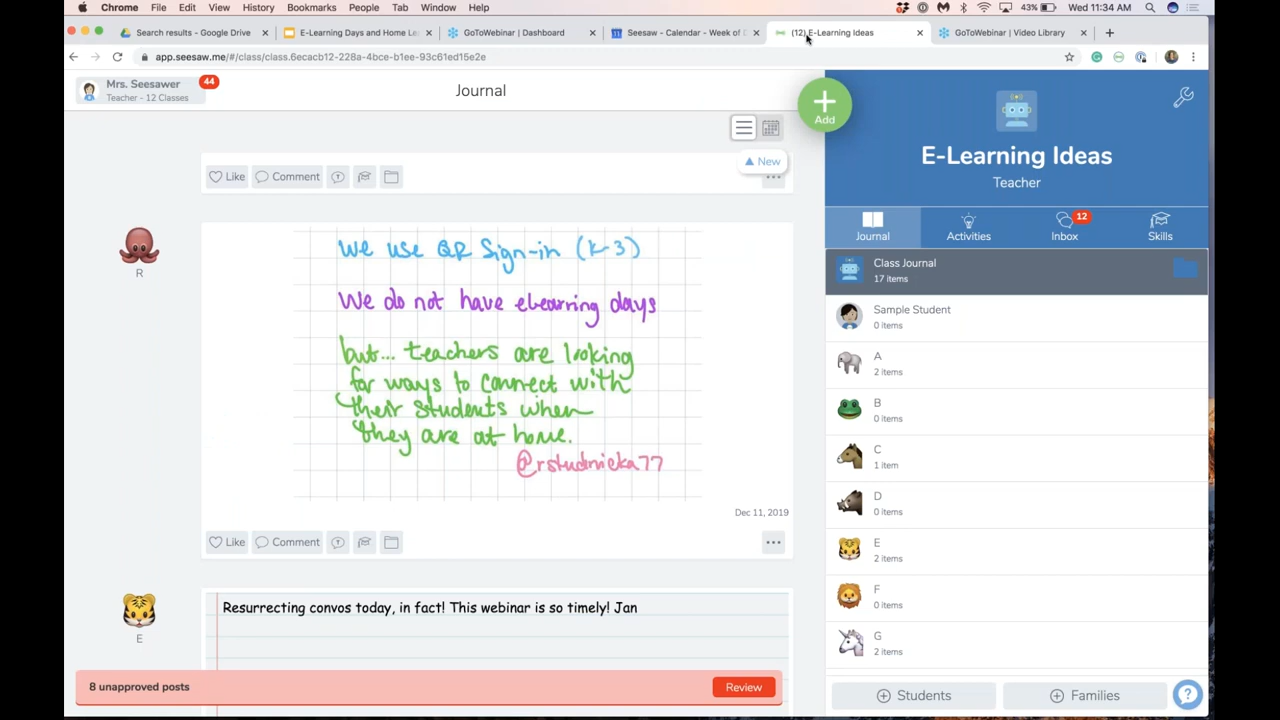 Chrome File Edit View History Bookmarks People Tab Window Help
43% Wed 11:34 AM
Search results - Google Drive
E-Learning Days and Home Le
GoToWebinar | Dashboard
Seesaw - Calendar - Week of D
(12) E-Learning Ideas
GoToWebinar | Video Library
app.seesaw.me/#/class/class.6ecacb12-228a-4bce-b1ee-93c61ed15e2e
Mrs. Seesawer
Teacher - 12 Classes
44
Journal
Add
New
Like Comment
R
We use QR Sign-in (k-3)
We do not have elearning days
but... teachers are looking
for ways to connect with
their students when
they are at home.
@rstudnicka77
Dec 11, 2019
Like Comment
E
Resurrecting convos today, in fact! This webinar is so timely! Jan
8 unapproved posts
Review
E-Learning Ideas
Teacher
Journal
Activities
Inbox
12
Skills
Class Journal
17 items
Sample Student
0 items
A
2 items
B
0 items
C
1 item
D
0 items
E
2 items
F
0 items
G
2 items
Students
Families
?